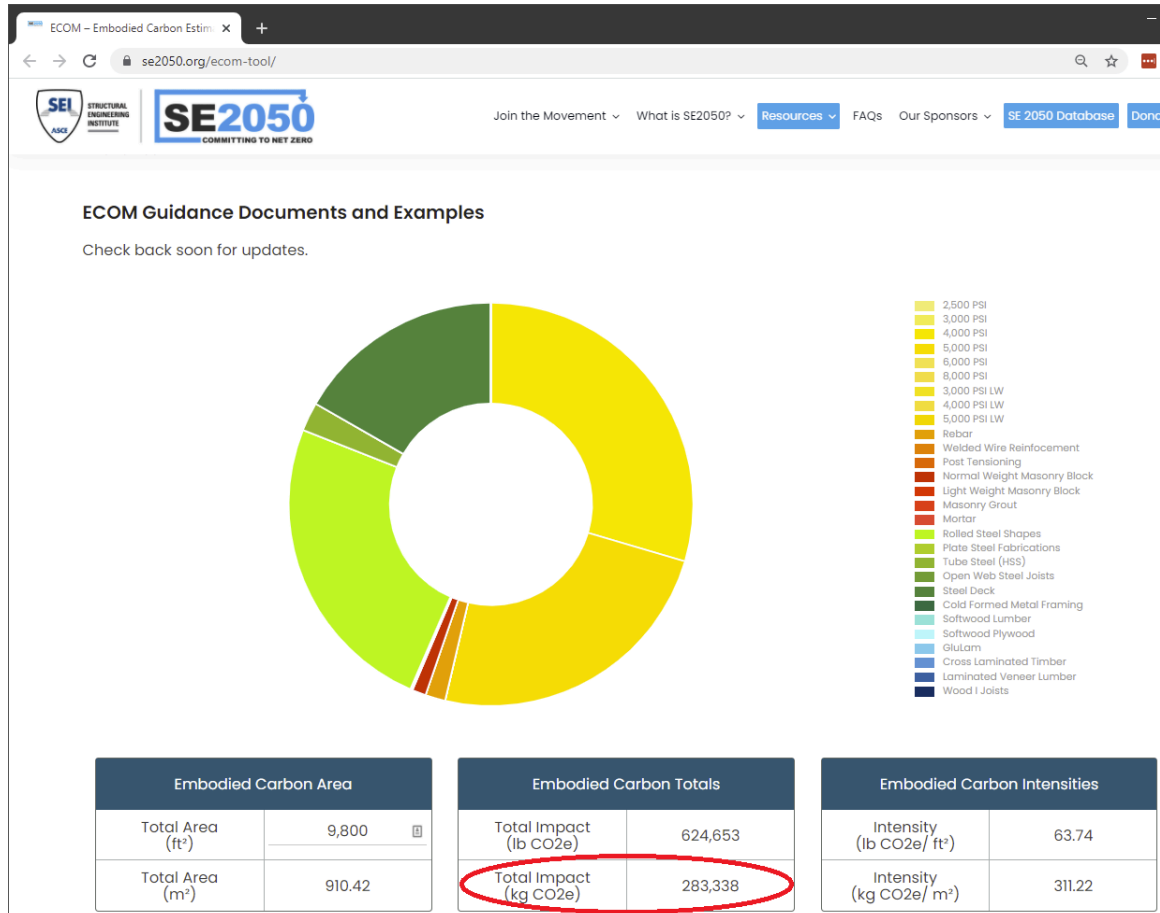 ECOM – Embodied Carbon Estim
se2050.org/ecom-tool/
SEI
ASCE
STRUCTURAL
ENGINEERING
INSTITUTE
SE2050
COMMITTING TO NET ZERO
Join the Movement What is SE2050? Resources FAQs Our Sponsors SE 2050 Database Dona
ECOM Guidance Documents and Examples
Check back soon for updates.
2,500 PSI
3,000 PSI
4,000 PSI
5,000 PSI
6,000 PSI
8,000 PSI
3,000 PSI LW
4,000 PSI LW
5,000 PSI LW
Rebar
Welded Wire Reinfocement
Post Tensioning
Normal Weight Masonry Block
Light Weight Masonry Block
Masonry Grout
Mortar
Rolled Steel Shapes
Plate Steel Fabrications
Tube Steel (HSS)
Open Web Steel Joists
Steel Deck
Cold Formed Metal Framing
Softwood Lumber
Softwood Plywood
GluLam
Cross Laminated Timber
Laminated Veneer Lumber
Wood I Joists
Embodied Carbon Area
Total Area
(ft²)
9,800
Total Area
(m²)
910.42
Embodied Carbon Totals
Total Impact
(lb CO2e)
624,653
Total Impact
(kg CO2e)
283,338
Embodied Carbon Intensities
Intensity
(lb CO2e/ ft²)
63.74
Intensity
(kg CO2e/ m²)
311.22